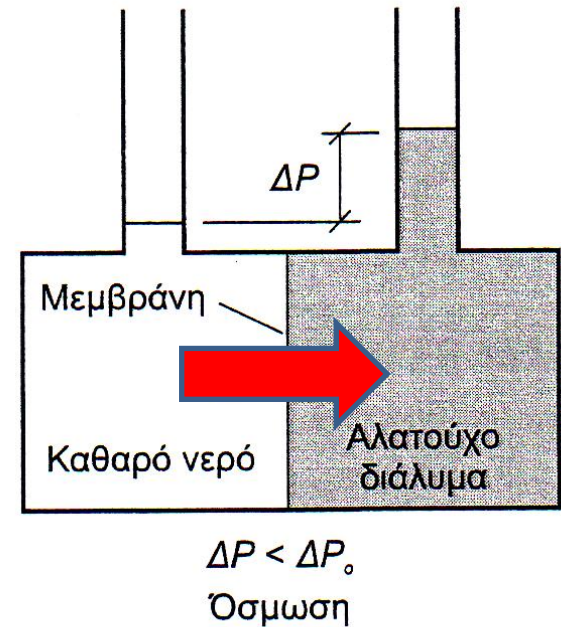 ΔP
Μεμβράνη
Καθαρό νερό
Αλατούχο
διάλυμα
ΔP < ΔPₒ
Όσμωση